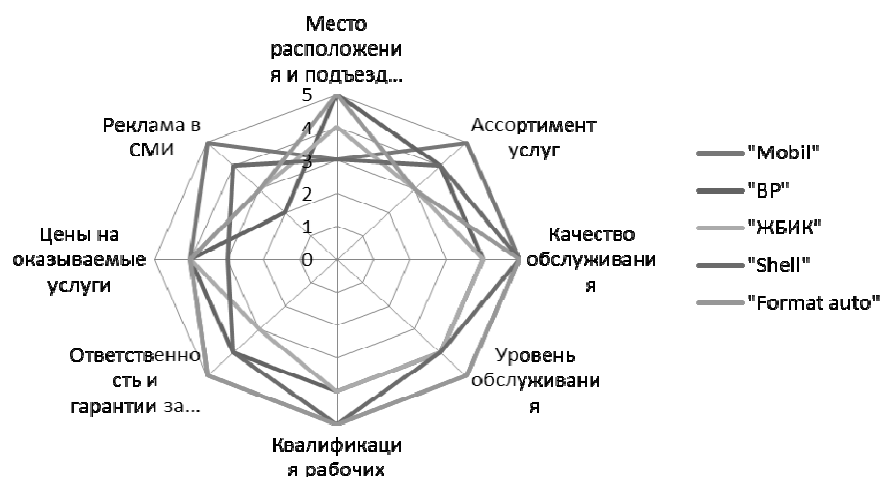 Место
расположени
я и подъезд...
Ассортимент
услуг
Качество
обслуживани
я
Уровень
обслуживани
я
Квалификаци
я рабочих
Ответственно
сть и
гарантии за...
Цены на
оказываемые
услуги
Реклама в
СМИ
5
4
3
2
1
0
"Mobil"
"BP"
"ЖБИК"
"Shell"
"Format auto"